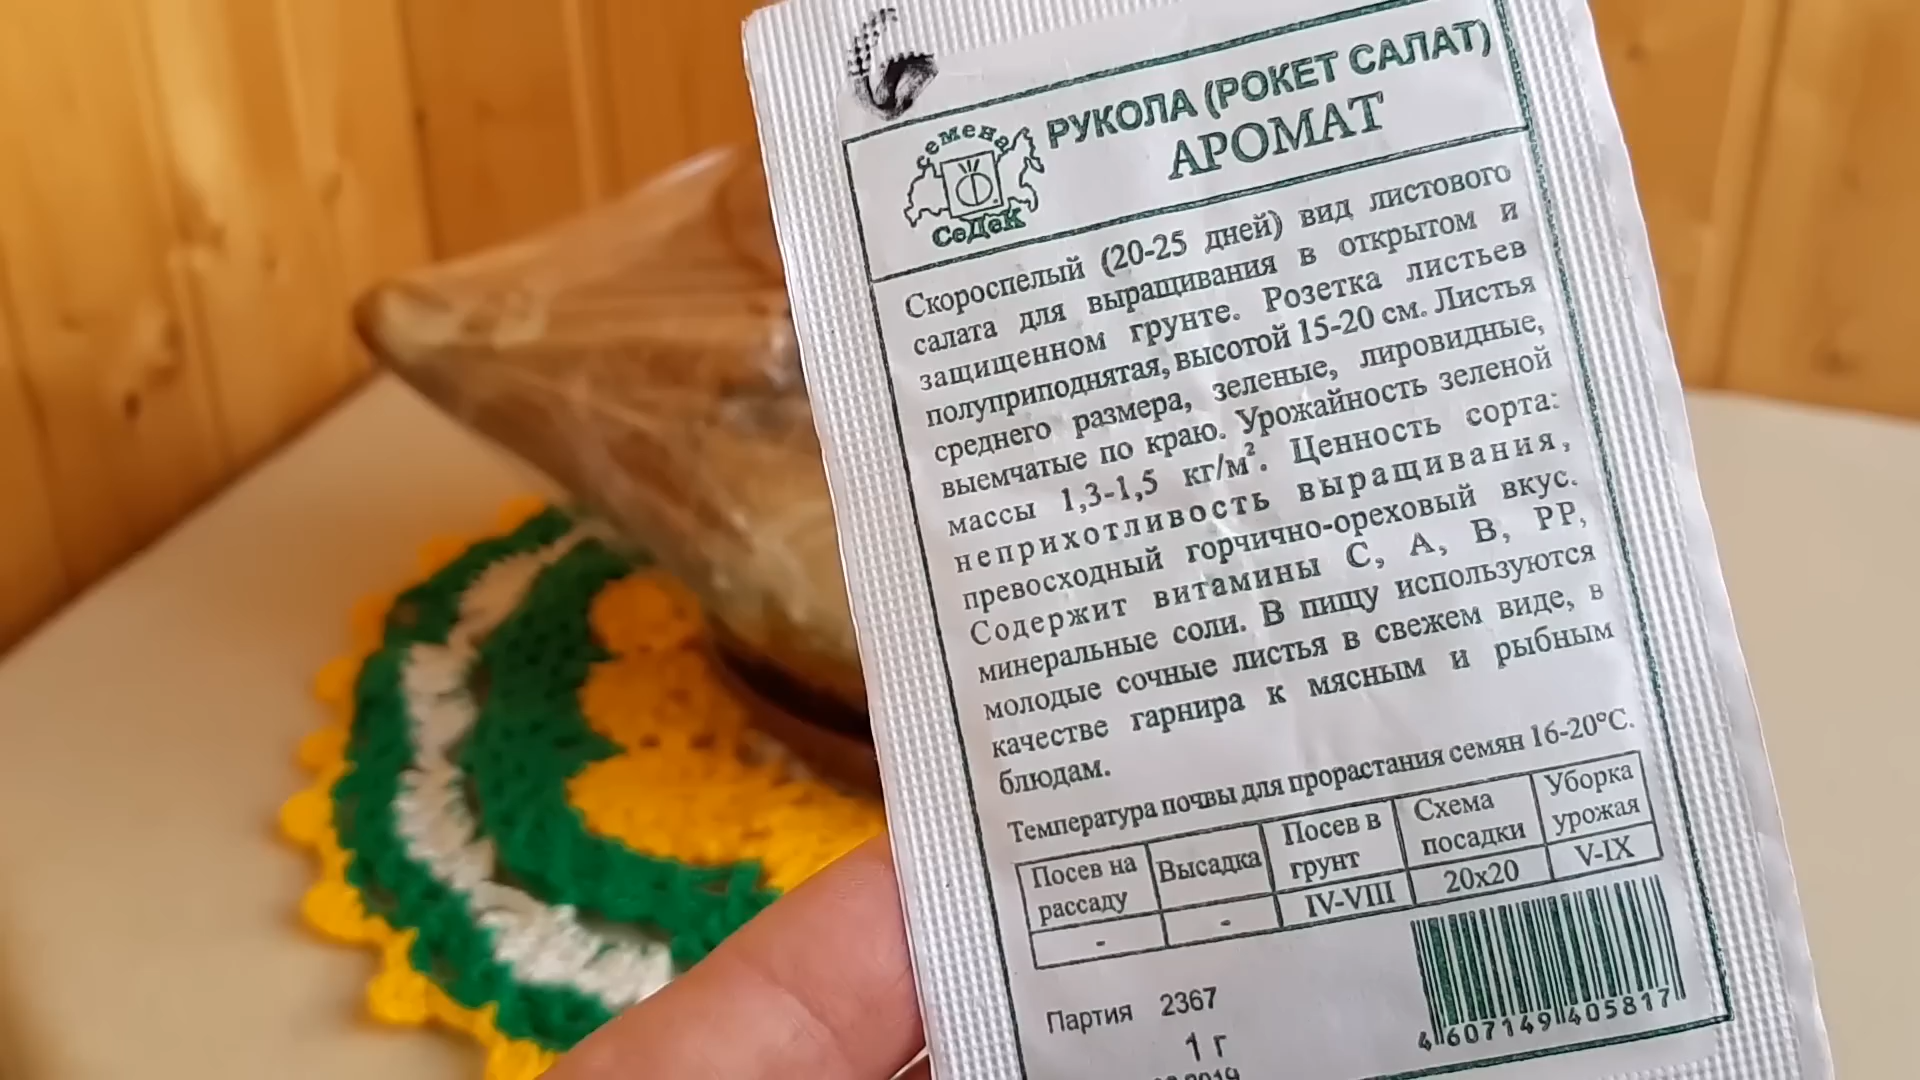 РУКОЛА (РОКЕТ САЛАТ)
АРОМАТ
семена
СеДеК
Скороспелый (20-25 дней) вид листового
салата для выращивания в открытом и
защищенном грунте. Розетка листьев
полуприподнятая, высотой 15-20 см. Листья
среднего размера, зеленые, лировидные,
выемчатые по краю. Урожайность зеленой
массы 1,3-1,5 кг/м². Ценность сорта:
неприхотливость выращивания,
превосходный горчично-ореховый вкус.
Содержит витамины С, А, В, РР,
минеральные соли. В пищу используются
молодые сочные листья в свежем виде, в
качестве гарнира к мясным и рыбным
блюдам.
Температура почвы для прорастания семян 16-20°С.
Посев на рассаду
Высадка
Посев в грунт
Схема посадки
Уборка урожая
-
-
IV-VIII
20x20
V-IX
Партия 2367
1 г
4 607149 405817